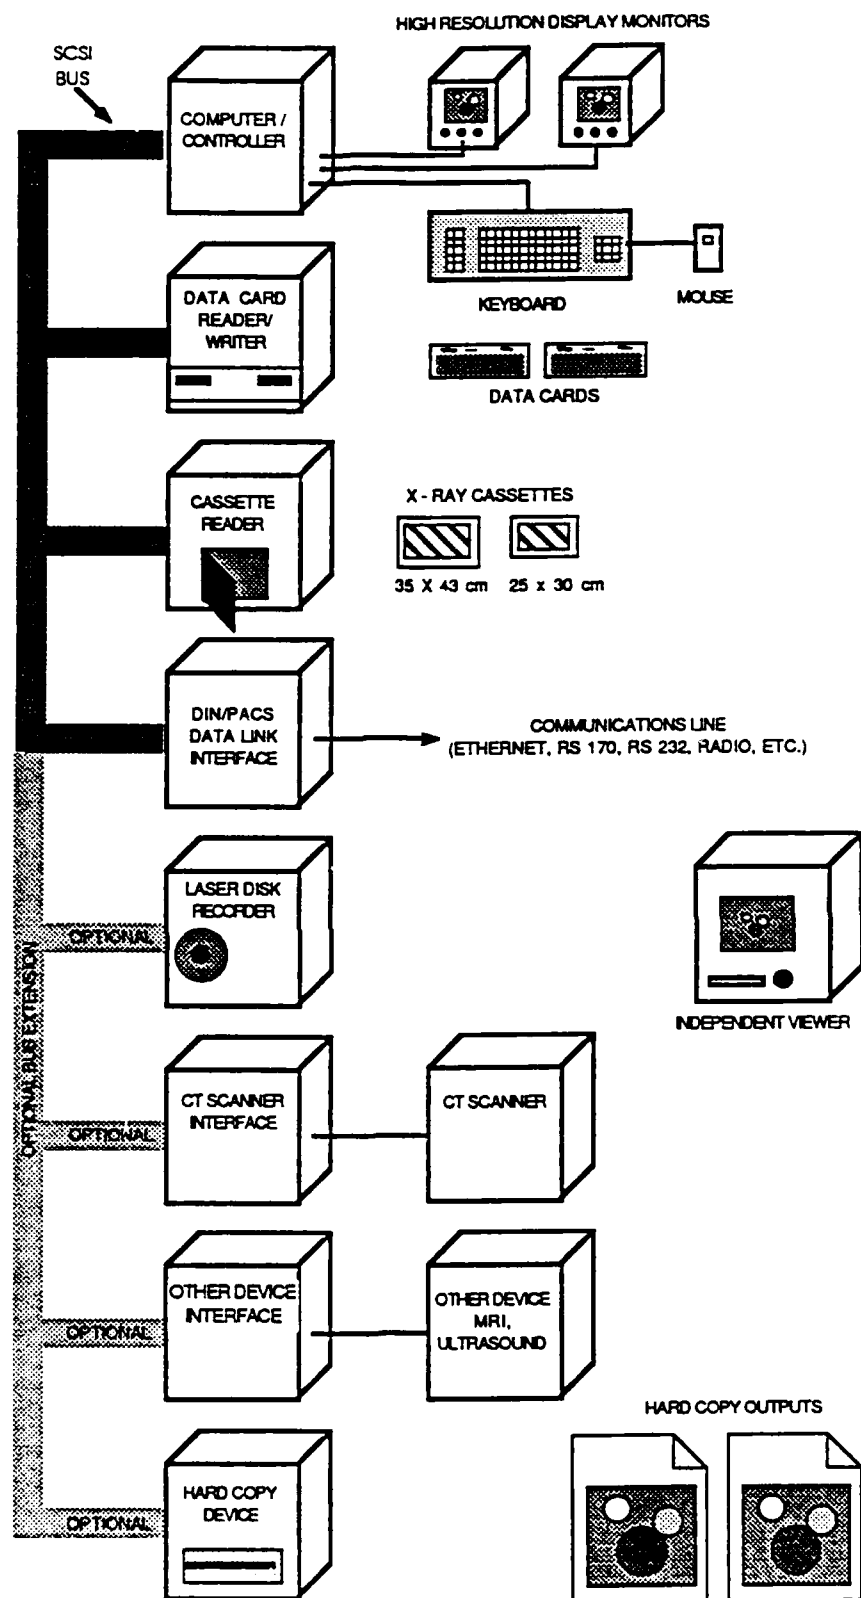 HIGH RESOLUTION DISPLAY MONITORS
SCSI
BUS
COMPUTER /
CONTROLLER
KEYBOARD
MOUSE
DATA CARD
READER/
WRITER
DATA CARDS
CASSETTE
READER
X - RAY CASSETTES
35 X 43 cm
25 x 30 cm
DIN/PACS
DATA LINK
INTERFACE
COMMUNICATIONS LINE
(ETHERNET, RS 170, RS 232, RADIO, ETC.)
OPTIONAL BUS EXTENSION
LASER DISK
RECORDER
OPTIONAL
INDEPENDENT VIEWER
CT SCANNER
INTERFACE
OPTIONAL
CT SCANNER
OTHER DEVICE
INTERFACE
OPTIONAL
OTHER DEVICE
MRI,
ULTRASOUND
HARD COPY OUTPUTS
HARD COPY
DEVICE
OPTIONAL